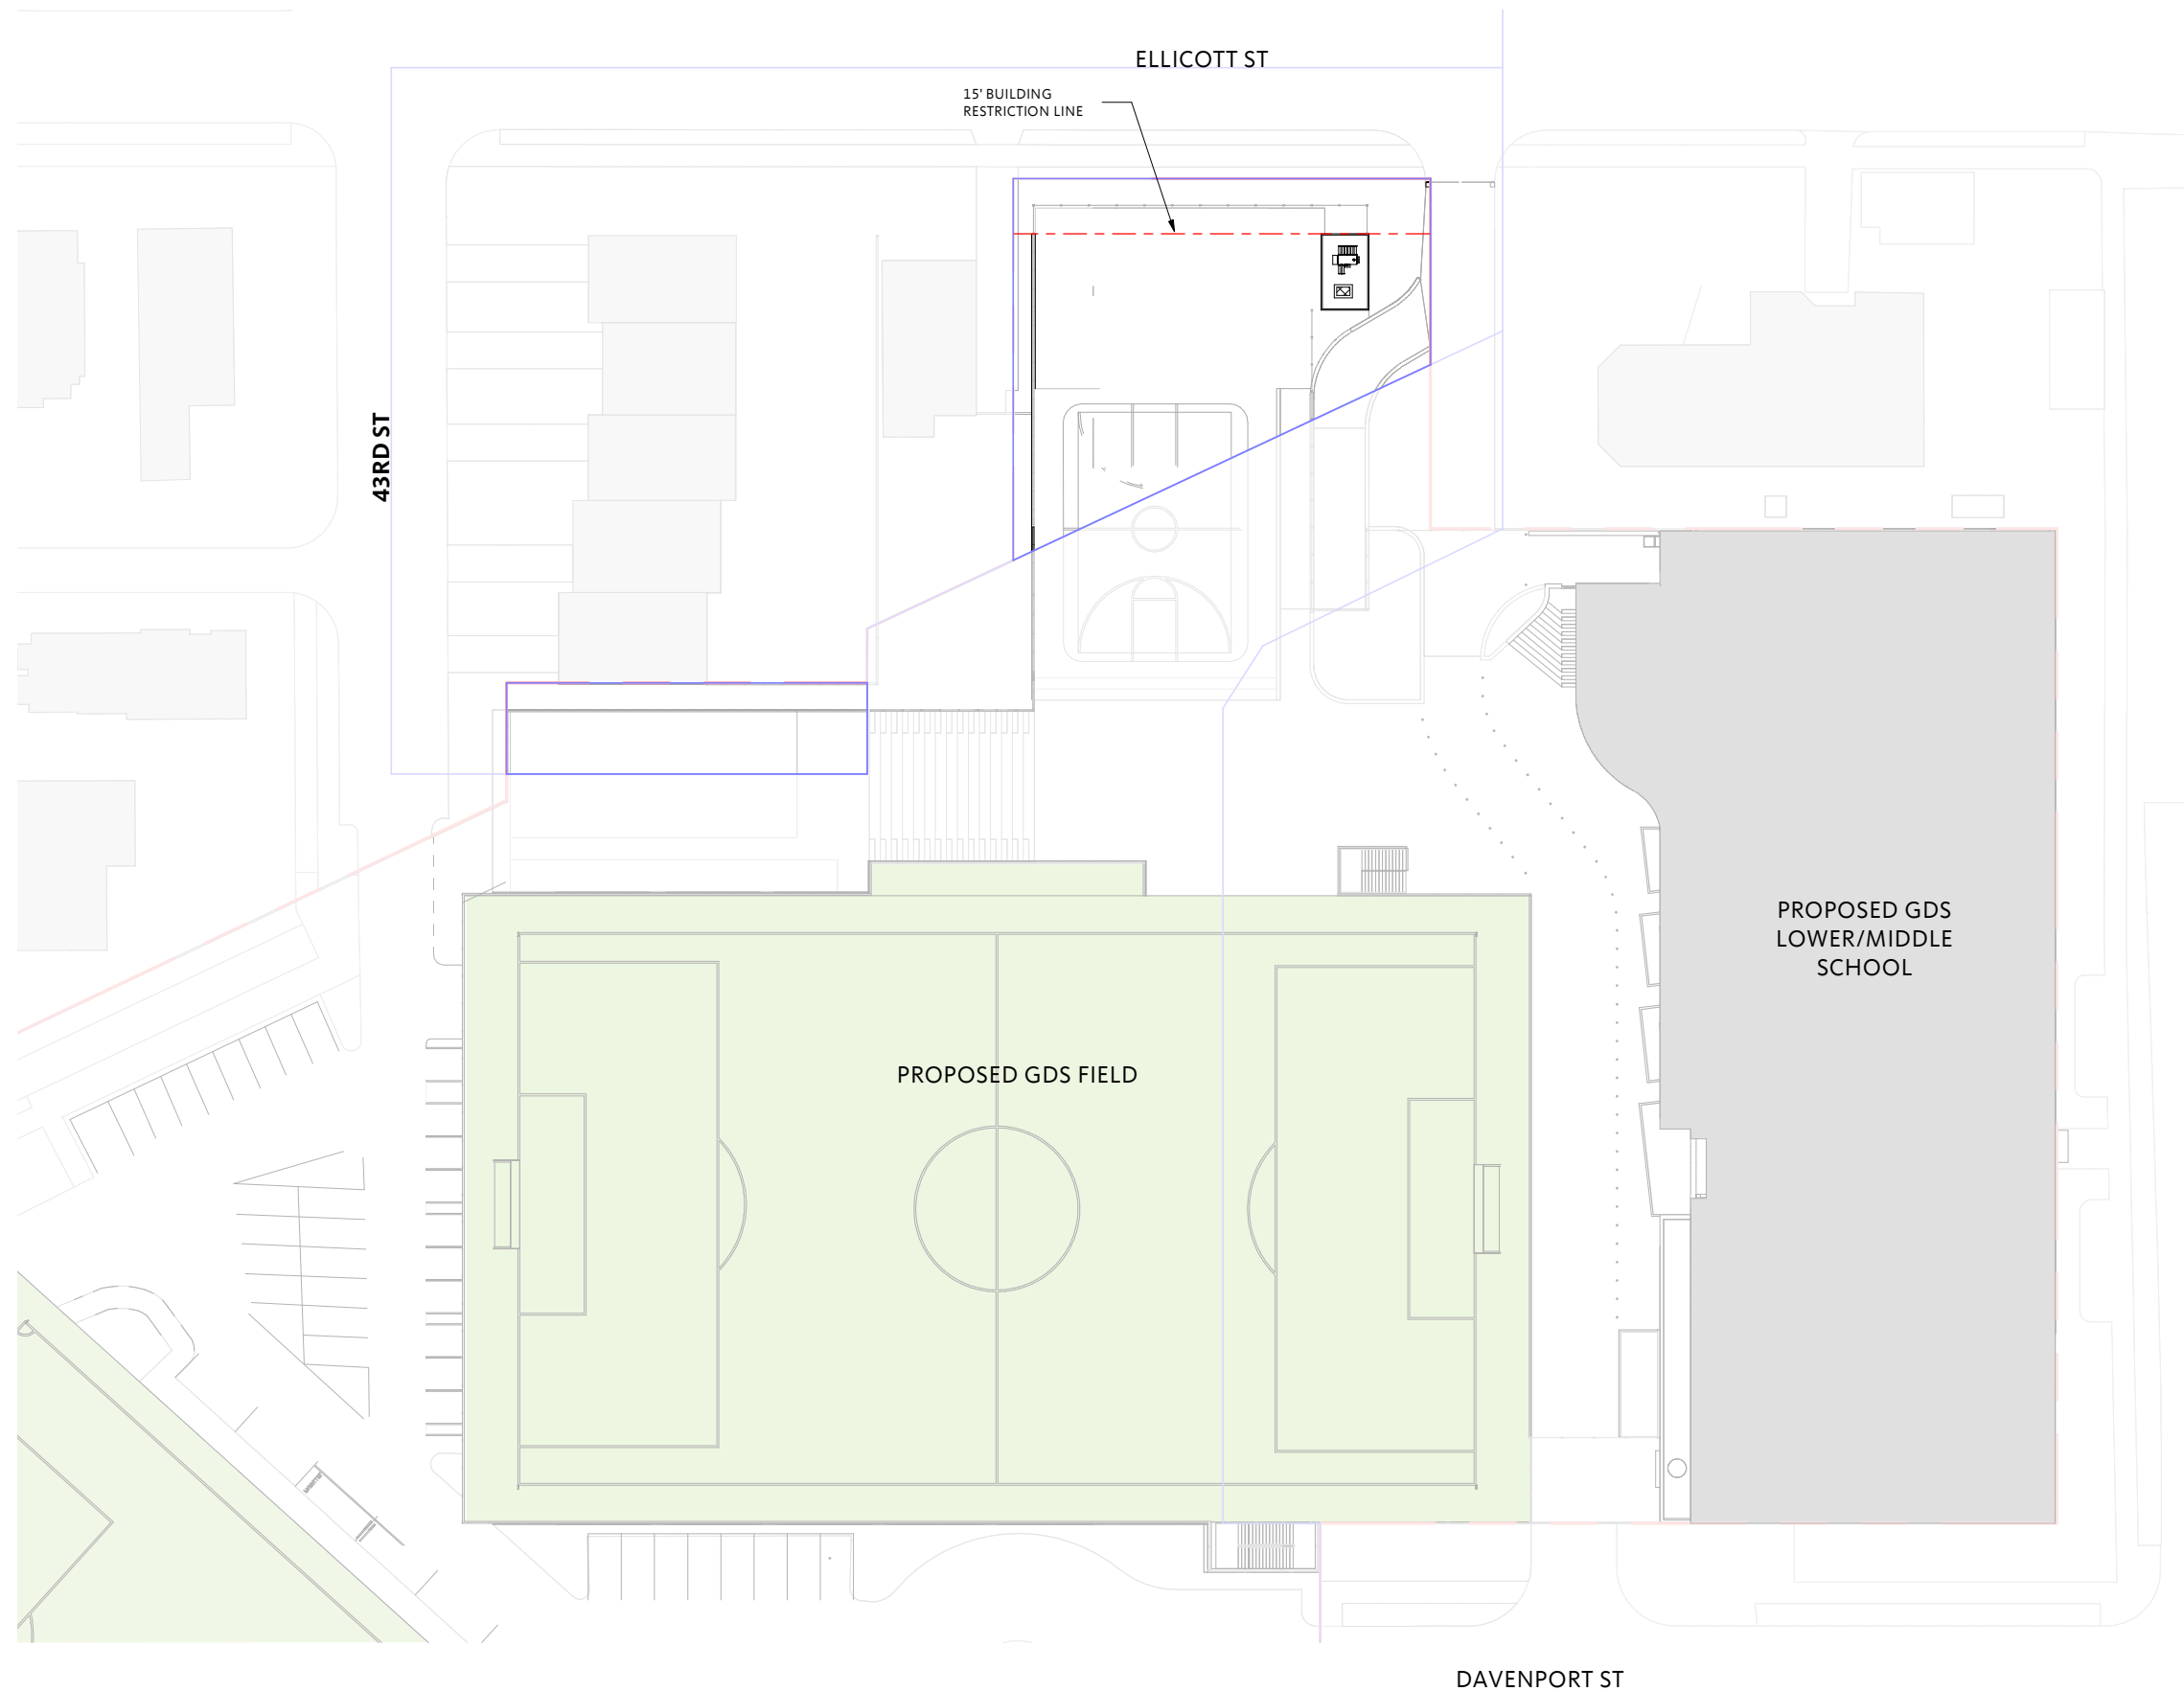 ELLICOTT ST
15' BUILDING
RESTRICTION LINE
43RD ST
PROPOSED GDS
LOWER/MIDDLE
SCHOOL
PROPOSED GDS FIELD
DAVENPORT ST